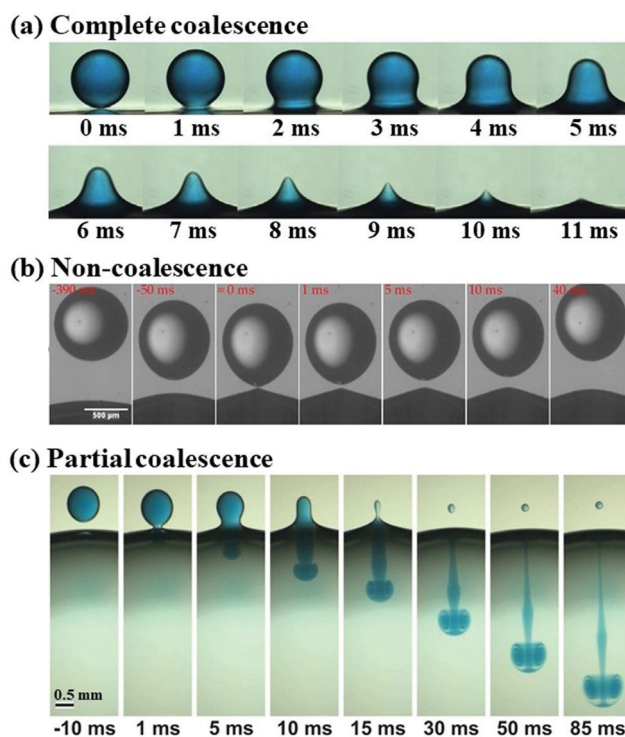 (a) Complete coalescence
0 ms 1 ms 2 ms 3 ms 4 ms 5 ms
6 ms 7 ms 8 ms 9 ms 10 ms 11 ms
(b) Non-coalescence
-390 ms -50 ms ≈ 0 ms 1 ms 5 ms 10 ms 40 ms
500 μm
(c) Partial coalescence
0.5 mm
-10 ms 1 ms 5 ms 10 ms 15 ms 30 ms 50 ms 85 ms